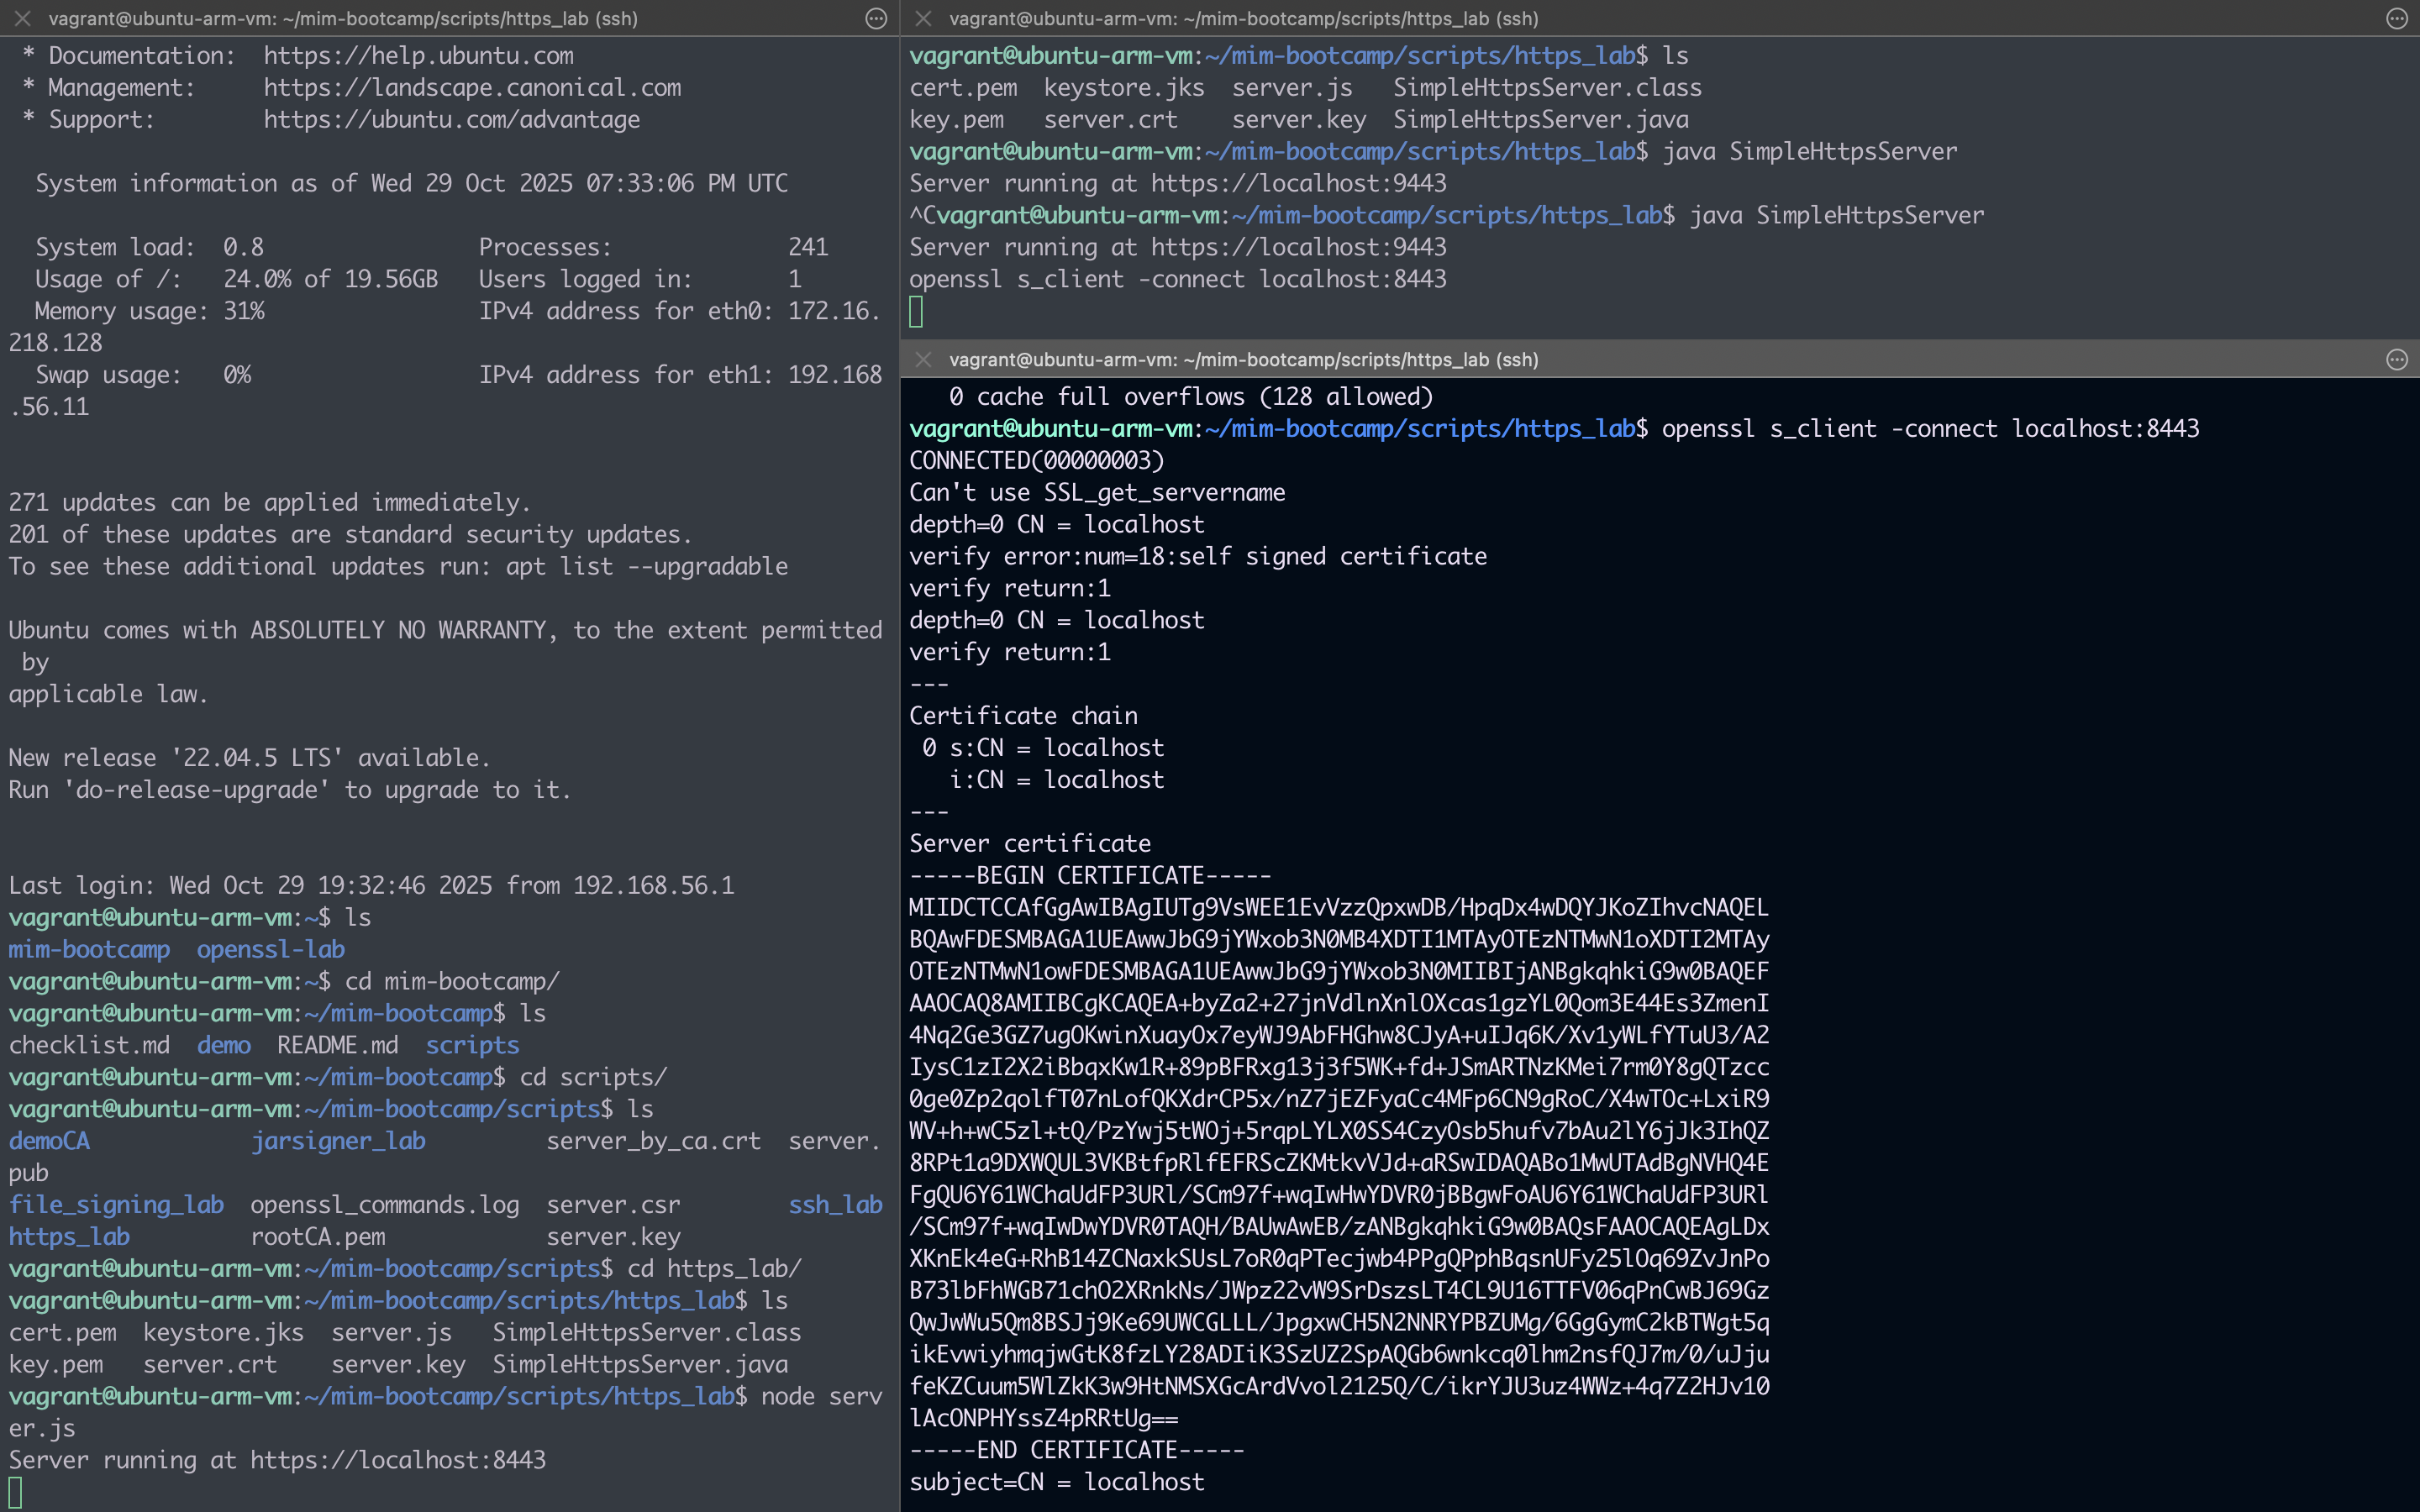 vagrant@ubuntu-arm-vm: ~/mim-bootcamp/scripts/https_lab (ssh)
 * Documentation:  https://help.ubuntu.com
 * Management:     https://landscape.canonical.com
 * Support:        https://ubuntu.com/advantage
  System information as of Wed 29 Oct 2025 07:33:06 PM UTC
  System load:  0.8                Processes:             241
  Usage of /:   24.0% of 19.56GB   Users logged in:       1
  Memory usage: 31%                IPv4 address for eth0: 172.16.
218.128
  Swap usage:   0%                 IPv4 address for eth1: 192.168
.56.11
271 updates can be applied immediately.
201 of these updates are standard security updates.
To see these additional updates run: apt list --upgradable
Ubuntu comes with ABSOLUTELY NO WARRANTY, to the extent permitted
 by
applicable law.
New release '22.04.5 LTS' available.
Run 'do-release-upgrade' to upgrade to it.
Last login: Wed Oct 29 19:32:46 2025 from 192.168.56.1
vagrant@ubuntu-arm-vm:~$ ls
mim-bootcamp  openssl-lab
vagrant@ubuntu-arm-vm:~$ cd mim-bootcamp/
vagrant@ubuntu-arm-vm:~/mim-bootcamp$ ls
checklist.md  demo  README.md  scripts
vagrant@ubuntu-arm-vm:~/mim-bootcamp$ cd scripts/
vagrant@ubuntu-arm-vm:~/mim-bootcamp/scripts$ ls
demoCA            jarsigner_lab         server_by_ca.crt  server.
pub
file_signing_lab  openssl_commands.log  server.csr        ssh_lab
https_lab         rootCA.pem            server.key
vagrant@ubuntu-arm-vm:~/mim-bootcamp/scripts$ cd https_lab/
vagrant@ubuntu-arm-vm:~/mim-bootcamp/scripts/https_lab$ ls
cert.pem  keystore.jks  server.js   SimpleHttpsServer.class
key.pem   server.crt    server.key  SimpleHttpsServer.java
vagrant@ubuntu-arm-vm:~/mim-bootcamp/scripts/https_lab$ node serv
er.js
Server running at https://localhost:8443
vagrant@ubuntu-arm-vm: ~/mim-bootcamp/scripts/https_lab (ssh)
vagrant@ubuntu-arm-vm:~/mim-bootcamp/scripts/https_lab$ ls
cert.pem  keystore.jks  server.js   SimpleHttpsServer.class
key.pem   server.crt    server.key  SimpleHttpsServer.java
vagrant@ubuntu-arm-vm:~/mim-bootcamp/scripts/https_lab$ java SimpleHttpsServer
Server running at https://localhost:9443
^Cvagrant@ubuntu-arm-vm:~/mim-bootcamp/scripts/https_lab$ java SimpleHttpsServer
Server running at https://localhost:9443
openssl s_client -connect localhost:8443
vagrant@ubuntu-arm-vm: ~/mim-bootcamp/scripts/https_lab (ssh)
   0 cache full overflows (128 allowed)
vagrant@ubuntu-arm-vm:~/mim-bootcamp/scripts/https_lab$ openssl s_client -connect localhost:8443
CONNECTED(00000003)
Can't use SSL_get_servername
depth=0 CN = localhost
verify error:num=18:self signed certificate
verify return:1
depth=0 CN = localhost
verify return:1
---
Certificate chain
 0 s:CN = localhost
   i:CN = localhost
---
Server certificate
-----BEGIN CERTIFICATE-----
MIIDCTCCAfGgAwIBAgIUTg9VsWEE1EvVzzQpxwDB/HpqDx4wDQYJKoZIhvcNAQEL
BQAwFDESMBAGA1UEAwwJbG9jYWxob3N0MB4XDTI1MTAyOTEzNTMwN1oXDTI2MTAy
OTEzNTMwN1owFDESMBAGA1UEAwwJbG9jYWxob3N0MIIBIjANBgkqhkiG9w0BAQEF
AAOCAQ8AMIIBCgKCAQEA+byZa2+27jnVdlnXnlOXcas1gzYL0Qom3E44Es3ZmenI
4Nq2Ge3GZ7ugOKwinXuayOx7eyWJ9AbFHGhw8CJyA+uIJq6K/Xv1yWLfYTuU3/A2
IysC1zI2X2iBbqxKw1R+89pBFRxg13j3f5WK+fd+JSmARTNzKMei7rm0Y8gQTzcc
0ge0Zp2qolfT07nLofQKXdrCP5x/nZ7jEZFyaCc4MFp6CN9gRoC/X4wTOc+LxiR9
WV+h+wC5zl+tQ/PzYwj5tWOj+5rqpLYLX0SS4CzyOsb5hufv7bAu2lY6jJk3IhQZ
8RPt1a9DXWQUL3VKBtfpRlfEFRScZKMtkvVJd+aRSwIDAQABo1MwUTAdBgNVHQ4E
FgQU6Y61WChaUdFP3URl/SCm97f+wqIwHwYDVR0jBBgwFoAU6Y61WChaUdFP3URl
/SCm97f+wqIwDwYDVR0TAQH/BAUwAwEB/zANBgkqhkiG9w0BAQsFAAOCAQEAgLDx
XKnEk4eG+RhB14ZCNaxkSUsL7oR0qPTecjwb4PPgQPphBqsnUFy25lOq69ZvJnPo
B73lbFhWGB71chO2XRnkNs/JWpz22vW9SrDszsLT4CL9U16TTFV06qPnCwBJ69Gz
QwJwWu5Qm8BSJj9Ke69UWCGLLL/JpgxwCH5N2NNRYPBZUMg/6GgGymC2kBTWgt5q
ikEvwiyhmqjwGtK8fzLY28ADIiK3SzUZ2SpAQGb6wnkcq0lhm2nsfQJ7m/0/uJju
feKZCuum5WlZkK3w9HtNMSXGcArdVvol2125Q/C/ikrYJU3uz4WWz+4q7Z2HJv10
lAcONPHYssZ4pRRtUg==
-----END CERTIFICATE-----
subject=CN = localhost